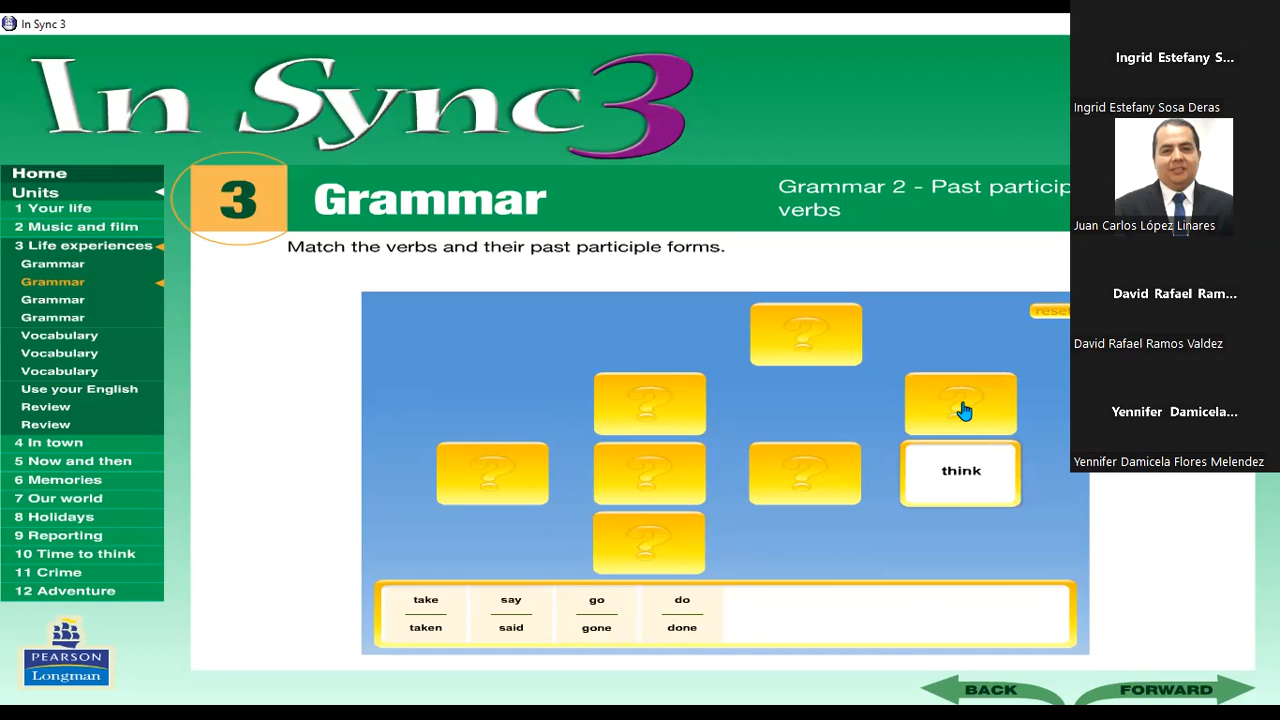 In Sync 3
In Sync 3
Home
Units
1 Your life
2 Music and film
3 Life experiences
Grammar
Grammar
Grammar
Grammar
Vocabulary
Vocabulary
Vocabulary
Use your English
Review
Review
4 In town
5 Now and then
6 Memories
7 Our world
8 Holidays
9 Reporting
10 Time to think
11 Crime
12 Adventure
PEARSON
Longman
3
Grammar
Grammar 2 - Past particip
verbs
Match the verbs and their past participle forms.
rese
?
?
?
?
?
?
think
?
take
taken
say
said
go
gone
do
done
BACK
FORWARD
Ingrid Estefany S...
Ingrid Estefany Sosa Deras
Juan Carlos López Linares
David Rafael Ram...
David Rafael Ramos Valdez
Yennifer Damicela...
Yennifer Damicela Flores Melendez